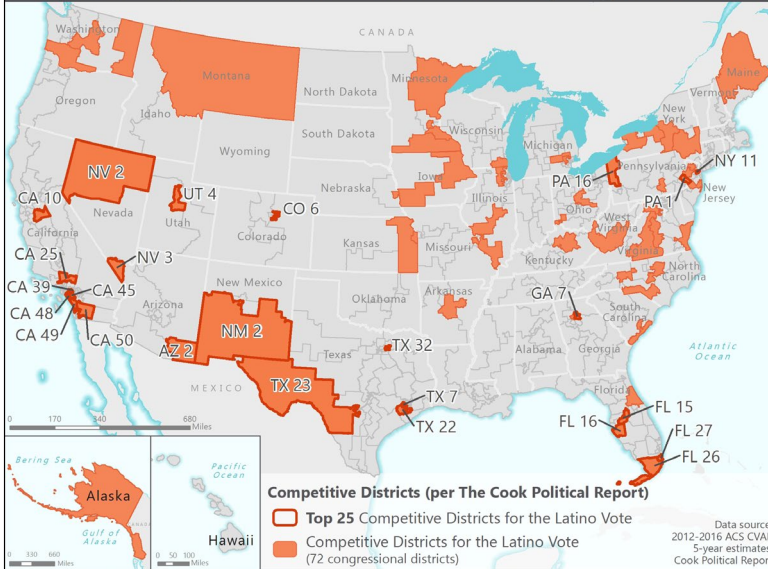 CANADA
Washington
Montana
Minnesota
Maine
Oregon
Idaho
North Dakota
South Dakota
Wisconsin
Michigan
New
York
Vermont
Wyoming
Nebraska
Iowa
Illinois
Ohio
Pennsylvania
NY 11
PA 16
PA 1
New
Jersey
NV 2
UT 4
CO 6
CA 10
Nevada
Utah
Colorado
California
Kansas
Missouri
West
Virginia
Virginia
Kentucky
CA 25
NV 3
CA 39
CA 45
CA 48
CA 49
CA 50
Arizona
New Mexico
Oklahoma
Arkansas
North
Carolina
South
Carolina
GA 7
NM 2
AZ 2
TX 32
Texas
Alabama
Georgia
Atlantic
Ocean
MEXICO
TX 23
TX 7
TX 22
Florida
FL 15
FL 16
FL 27
FL 26
0 170 340 680
Miles
Bering Sea
Alaska
CANADA
Gulf of
Alaska
0 330 660
Miles
Pacific
Ocean
Hawaii
0 50 100
Miles
Competitive Districts (per The Cook Political Report)
Top 25 Competitive Districts for the Latino Vote
Competitive Districts for the Latino Vote
(72 congressional districts)
Data source
2012-2016 ACS CVA
5-year estimates
Cook Political Repor